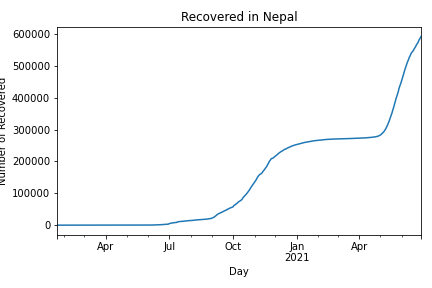 Recovered in Nepal
Number of Recovered
600000
500000
400000
300000
200000
100000
0
Apr Jul Oct Jan Apr
2021
Day